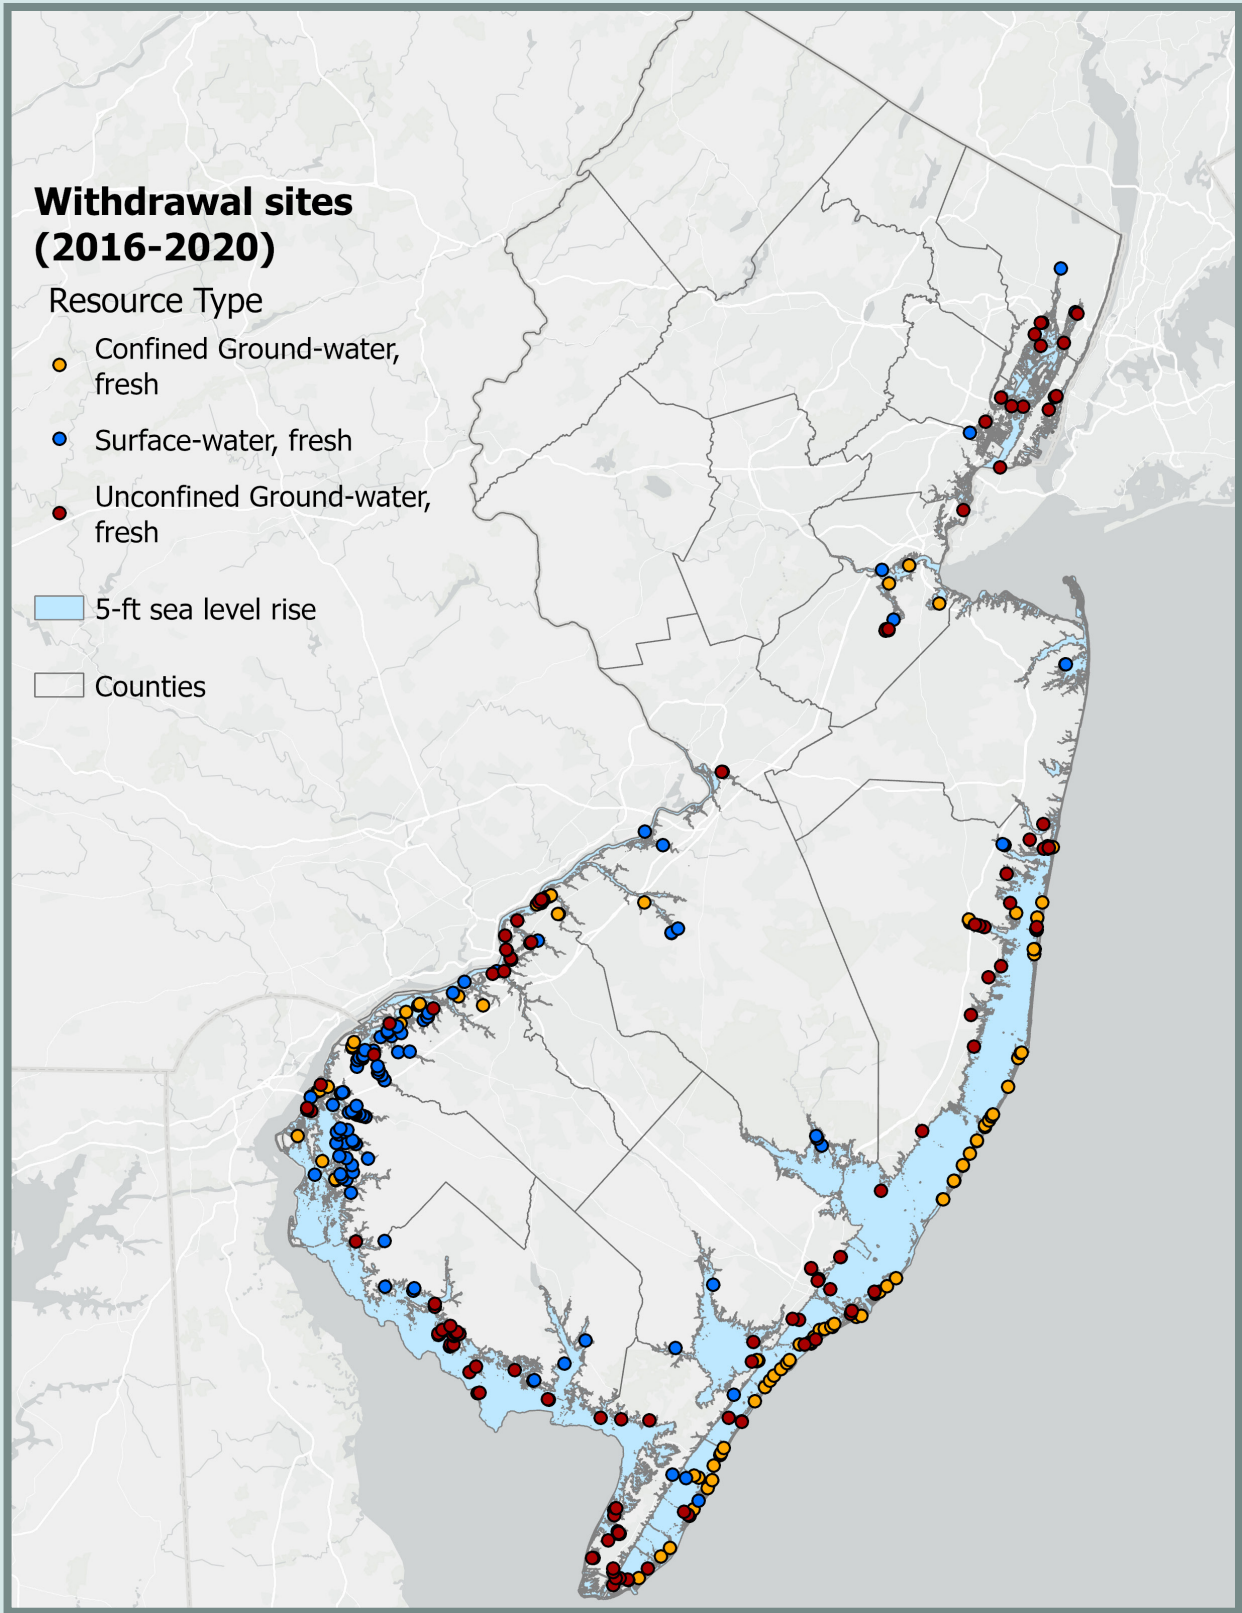 Withdrawal sites
(2016-2020)
Resource Type
Confined Ground-water,
fresh
Surface-water, fresh
Unconfined Ground-water,
fresh
5-ft sea level rise
Counties